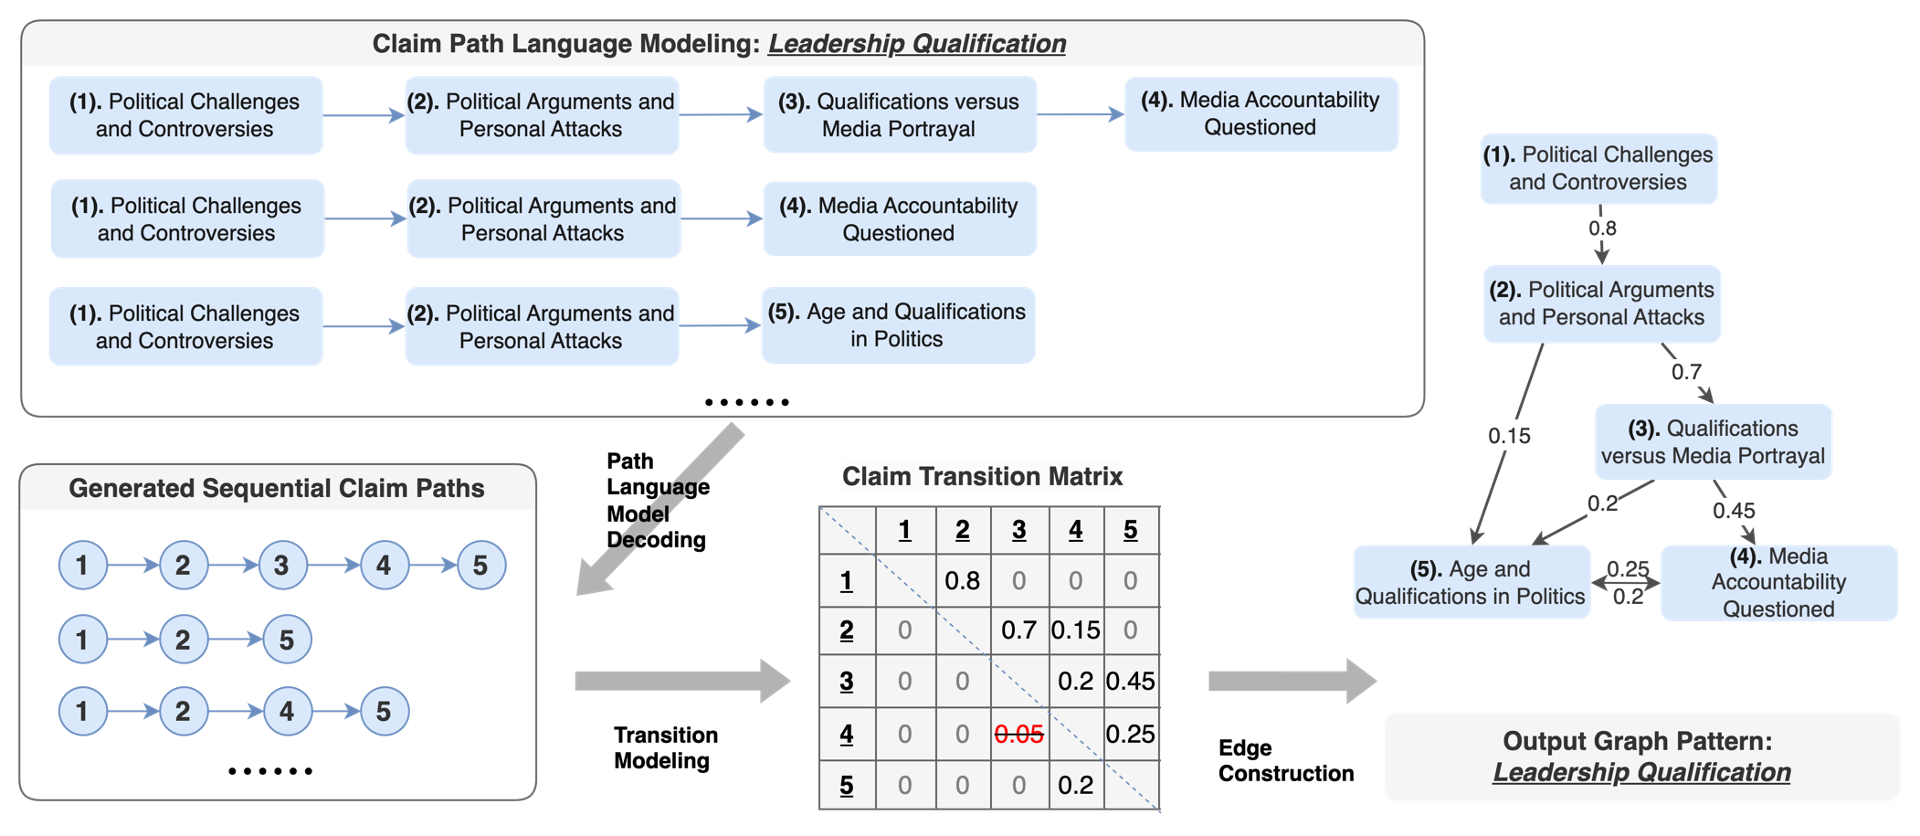 Claim Path Language Modeling: Leadership Qualification
(1). Political Challenges
and Controversies
(2). Political Arguments and
Personal Attacks
(3). Qualifications versus
Media Portrayal
(4). Media Accountability
Questioned
(1). Political Challenges
and Controversies
(2). Political Arguments and
Personal Attacks
(4). Media Accountability
Questioned
(1). Political Challenges
and Controversies
(2). Political Arguments and
Personal Attacks
(5). Age and Qualifications
in Politics
......
Path
Language
Model
Decoding
Generated Sequential Claim Paths
1 2 3 4 5
1 2 5
1 2 4 5
......
Transition
Modeling
Claim Transition Matrix
1 2 3 4 5
1 0.8 0 0 0
2 0 0.7 0.15 0
3 0 0 0.2 0.45
4 0 0 0.05 0.25
5 0 0 0 0.2
Edge
Construction
(1). Political Challenges
and Controversies
0.8
(2). Political Arguments
and Personal Attacks
0.7
0.15
(3). Qualifications
versus Media Portrayal
0.2
0.45
(5). Age and
Qualifications in Politics
0.25
0.2
(4). Media
Accountability
Questioned
Output Graph Pattern:
Leadership Qualification